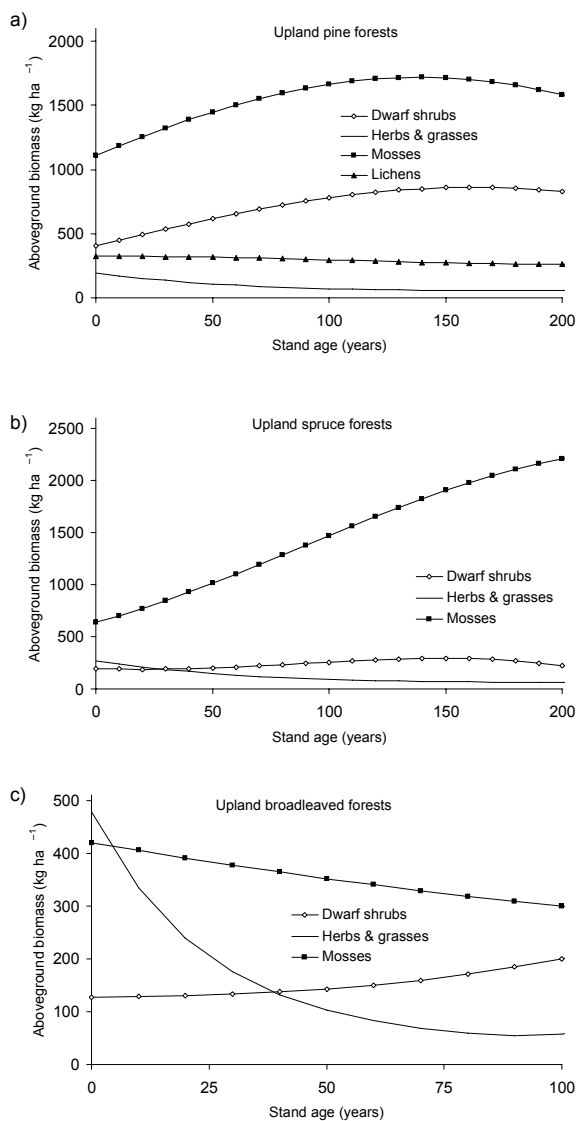 a)
Upland pine forests
Aboveground biomass (kg ha ⁻¹)
2000
1500
1000
500
0
Dwarf shrubs
Herbs & grasses
Mosses
Lichens
0 50 100 150 200
Stand age (years)
b)
Upland spruce forests
Aboveground biomass (kg ha ⁻¹)
2500
2000
1500
1000
500
0
Dwarf shrubs
Herbs & grasses
Mosses
0 50 100 150 200
Stand age (years)
c)
Upland broadleaved forests
Aboveground biomass (kg ha ⁻¹)
500
400
300
200
100
0
Dwarf shrubs
Herbs & grasses
Mosses
0 25 50 75 100
Stand age (years)